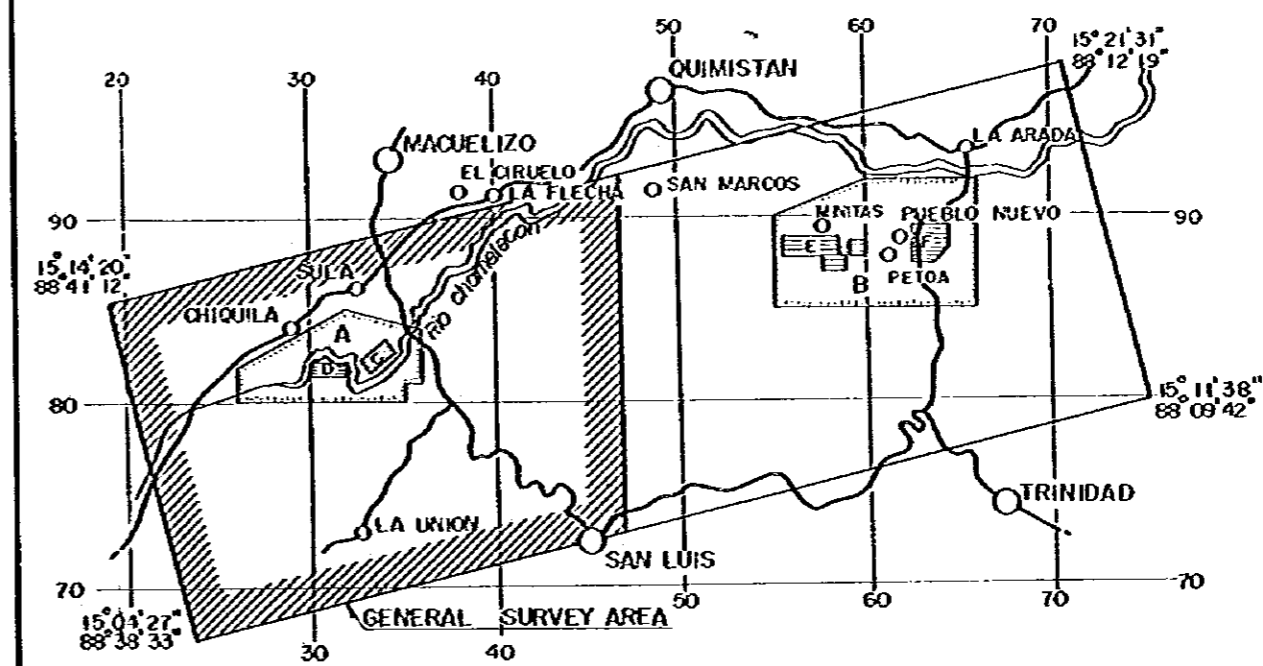 50 60 70
15° 21' 31"
88° 12' 19"
20 30 40
QUIMISTAN
MACUELIZO
LA ARADA
EL CIRUELO
LA FLECHA
SAN MARCOS
90 90
MINITAS PUEBLO NUEVO
15° 14' 20"
88° 41' 12"
SULA
E F
PETOA
B
rio chamelecon
CHIQUILA
A
C
D
80
15° 11' 38"
88° 09' 42"
TRINIDAD
LA UNION
SAN LUIS
70 70
15° 04' 27"
88° 38' 33"
GENERAL SURVEY AREA
50 60 70
30 40